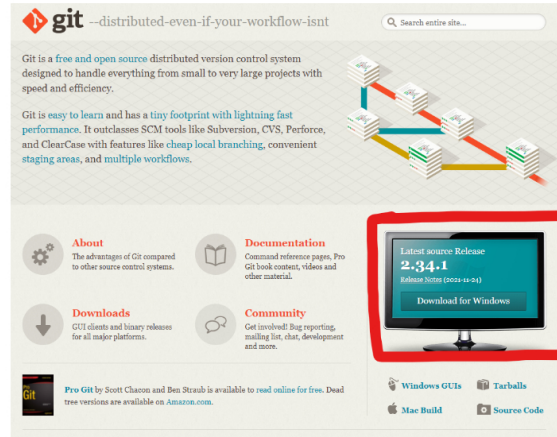 git --distributed-even-if-your-workflow-isnt
Search entire site...
Git is a free and open source distributed version control system
designed to handle everything from small to very large projects with
speed and efficiency.
Git is easy to learn and has a tiny footprint with lightning fast
performance. It outclasses SCM tools like Subversion, CVS, Perforce,
and ClearCase with features like cheap local branching, convenient
staging areas, and multiple workflows.
About
The advantages of Git compared
to other source control systems.
Documentation
Command reference pages, Pro
Git book content, videos and
other material.
Downloads
GUI clients and binary releases
for all major platforms.
Community
Get involved! Bug reporting,
mailing list, chat, development
and more.
Latest source Release
2.34.1
Release Notes (2021-11-24)
Download for Windows
Git
Pro Git by Scott Chacon and Ben Straub is available to read online for free. Dead
tree versions are available on Amazon.com.
Windows GUIs
Tarballs
Mac Build
Source Code